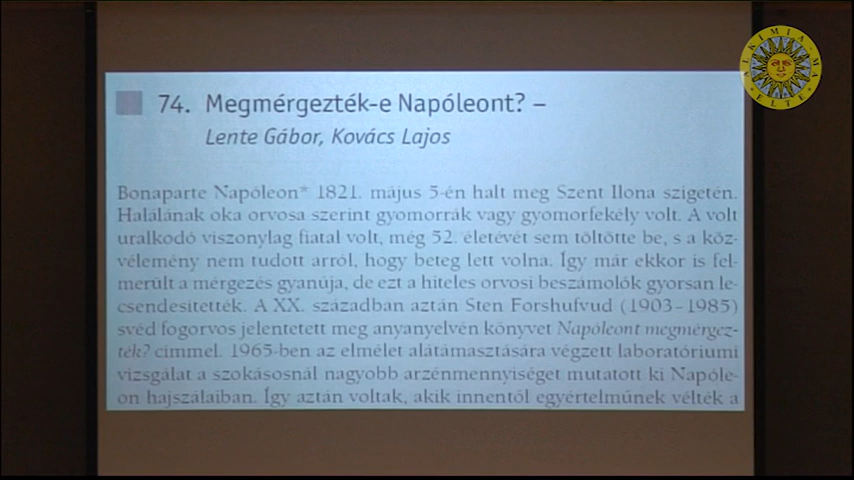 74. Megmérgezték-e Napóleont? –
Lente Gábor, Kovács Lajos
Bonaparte Napóleon* 1821. május 5-én halt meg Szent Ilona szigetén.
Halálának oka orvosa szerint gyomorrák vagy gyomorfekély volt. A volt
uralkodó viszonylag fiatal volt, még 52. életévét sem töltötte be, s a köz-
vélemény nem tudott arról, hogy beteg lett volna. Így már ekkor is fel-
merült a mérgezés gyanúja, de ezt a hiteles orvosi beszámolók gyorsan le-
csendesítették. A XX. században aztán Sten Forshufvud (1903–1985)
svéd fogorvos jelentetett meg anyanyelvén könyvet Napóleont megmérgez-
ték? címmel. 1965-ben az elmélet alátámasztására végzett laboratóriumi
vizsgálat a szokásosnál nagyobb arzénmennyiséget mutatott ki Napóle-
on hajszálaiban. Így aztán voltak, akik innentől egyértelműnek vélték a
ALKÍMIA MA
ELTE